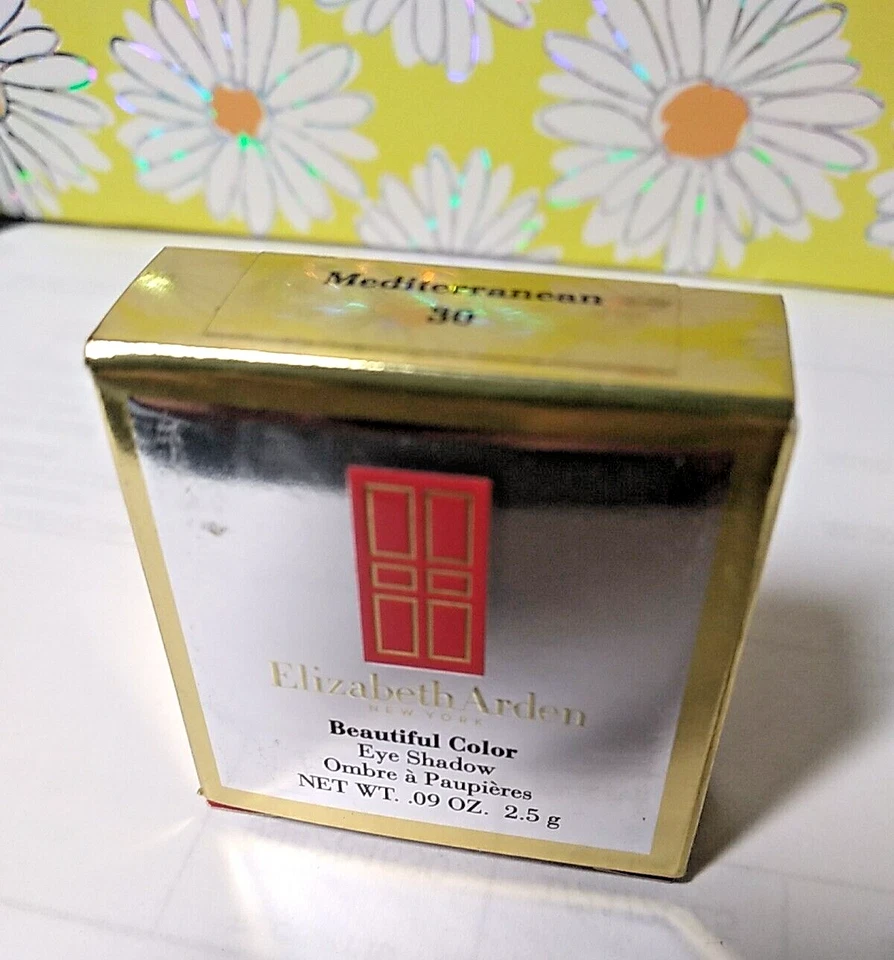 Mediterranean
30
Elizabeth Arden
NEW YORK
Beautiful Color
Eye Shadow
Ombre à Paupières
NET WT. .09 OZ. 2.5 g